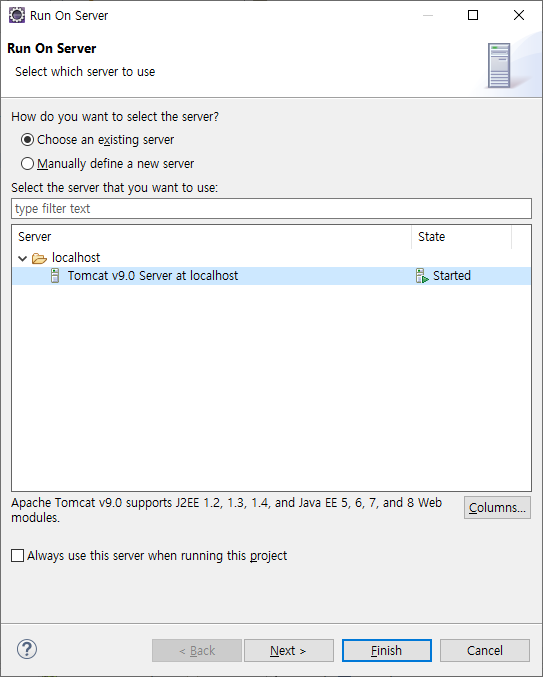 Run On Server
Run On Server
Select which server to use
How do you want to select the server?
Choose an existing server
Manually define a new server
Select the server that you want to use:
type filter text
Server State
localhost
Tomcat v9.0 Server at localhost Started
Apache Tomcat v9.0 supports J2EE 1.2, 1.3, 1.4, and Java EE 5, 6, 7, and 8 Web
modules.
Columns...
Always use this server when running this project
? < Back Next > Finish Cancel